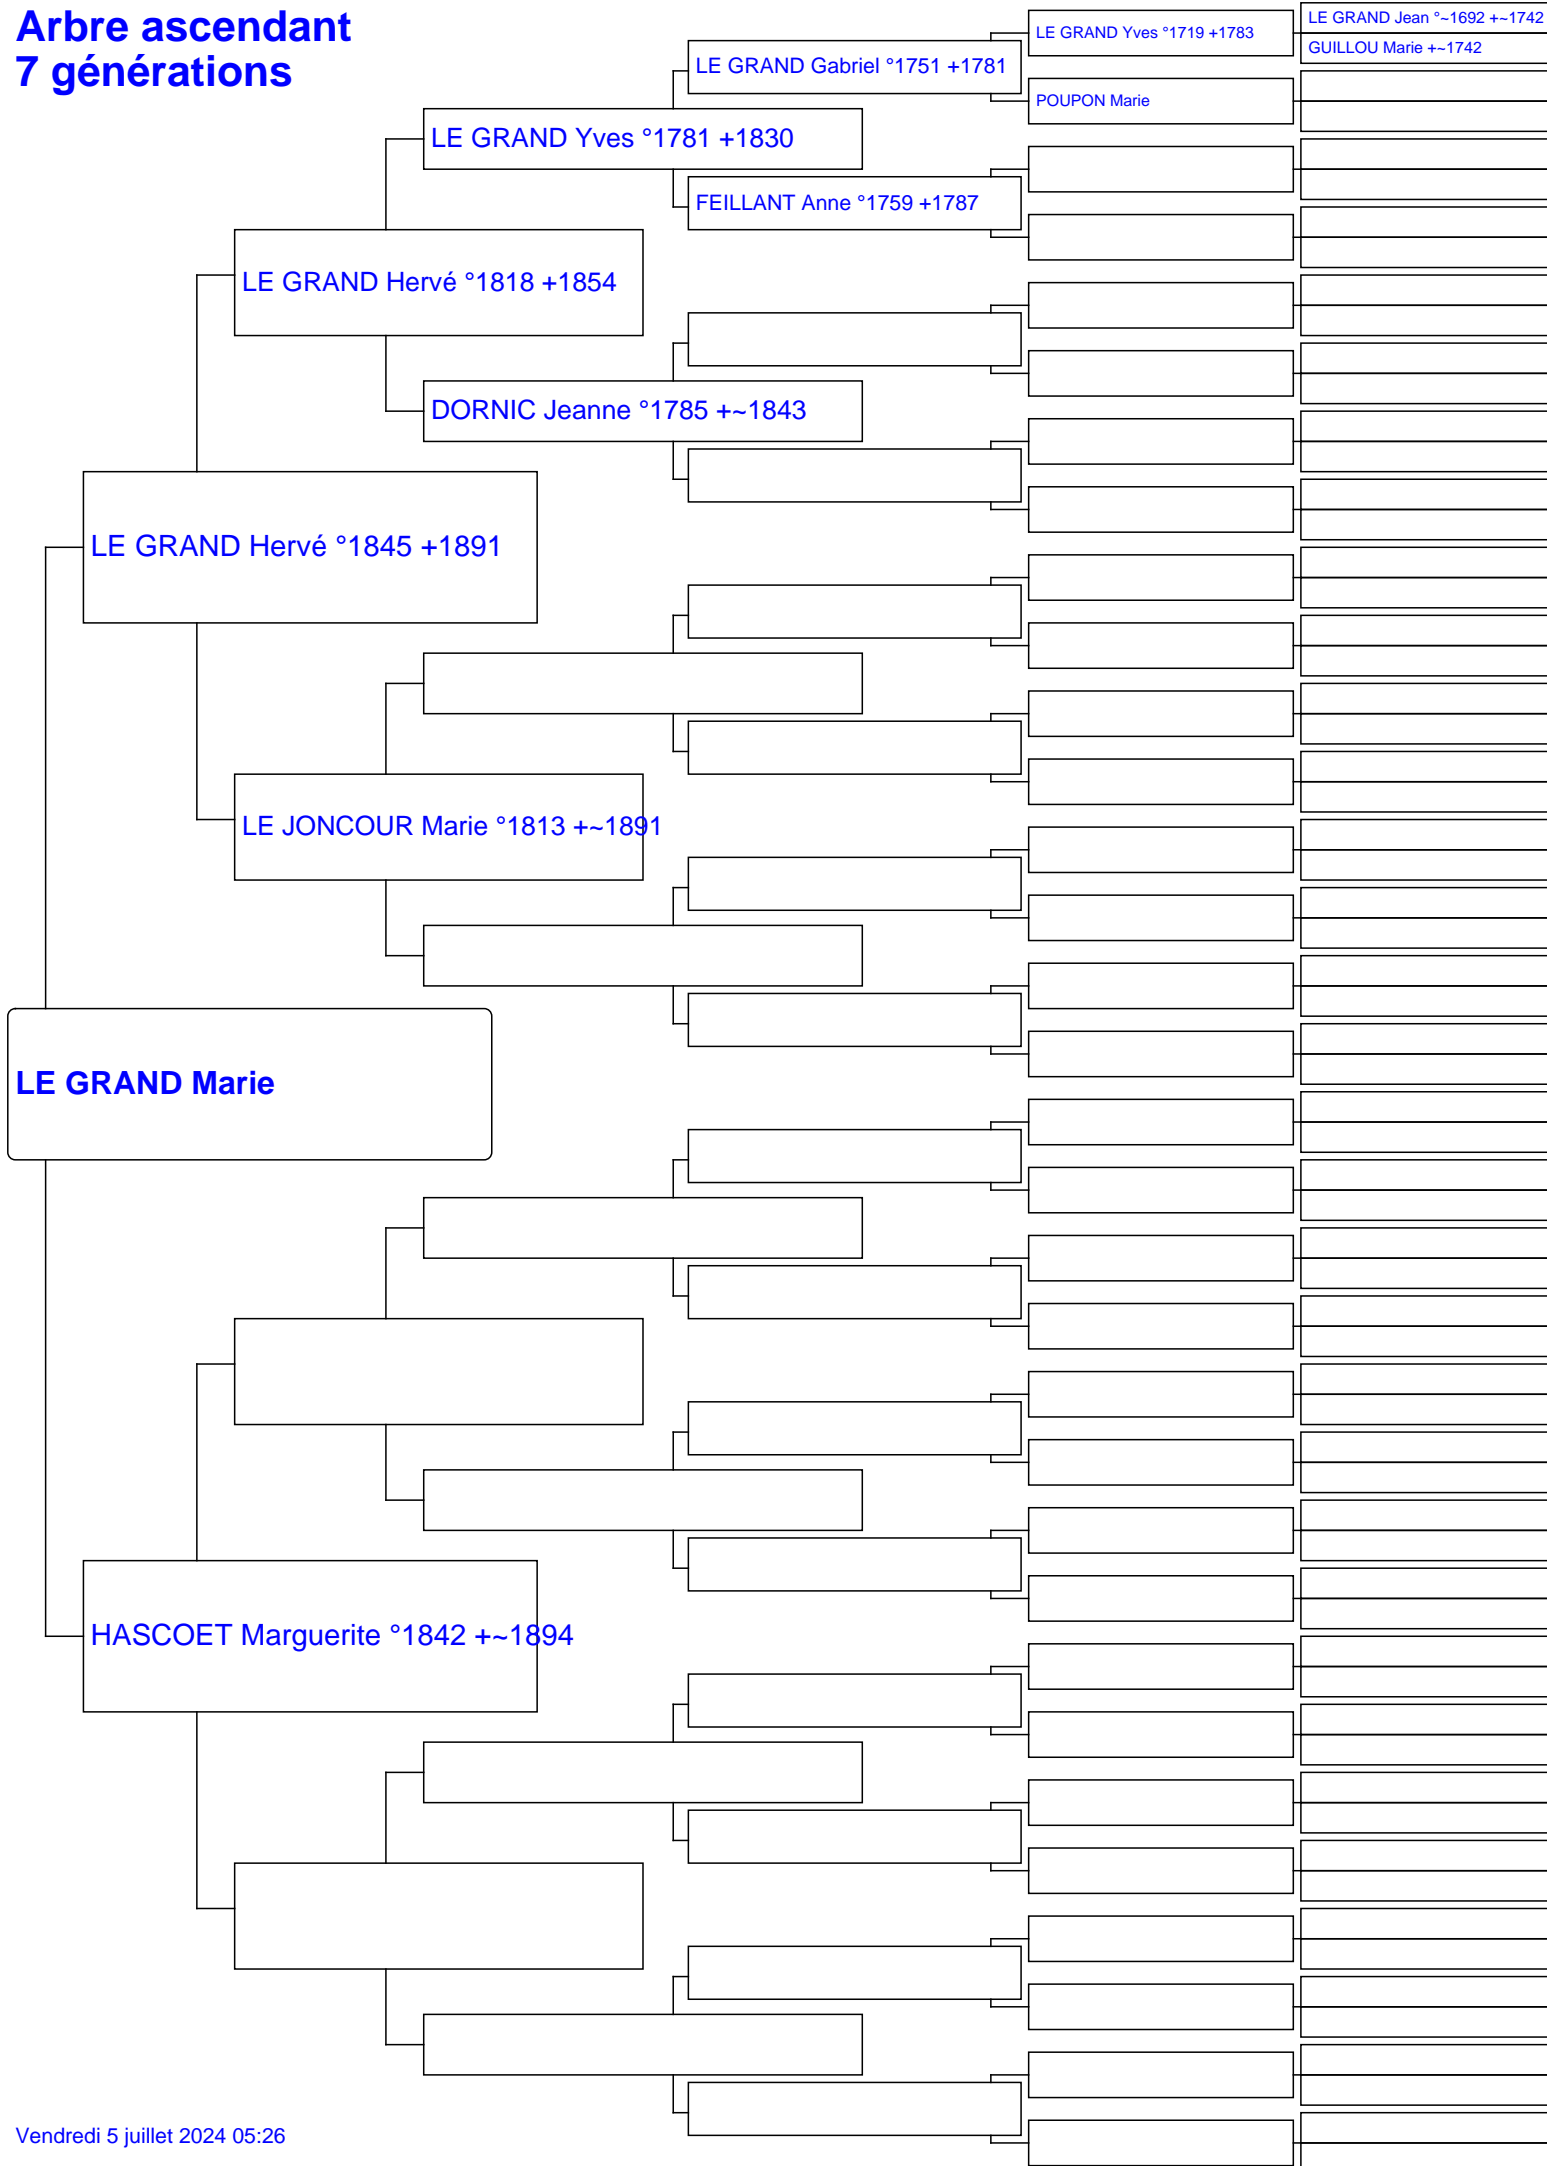 Arbre ascendant
7 générations
LE GRAND Jean °~1692 +~1742
LE GRAND Yves °1719 +1783
GUILLOU Marie +~1742
LE GRAND Gabriel °1751 +1781
POUPON Marie
LE GRAND Yves °1781 +1830
FEILLANT Anne °1759 +1787
LE GRAND Hervé °1818 +1854
DORNIC Jeanne °1785 +~1843
LE GRAND Hervé °1845 +1891
LE JONCOUR Marie °1813 +~1891
LE GRAND Marie
HASCOET Marguerite °1842 +~1894
Vendredi 5 juillet 2024 05:26